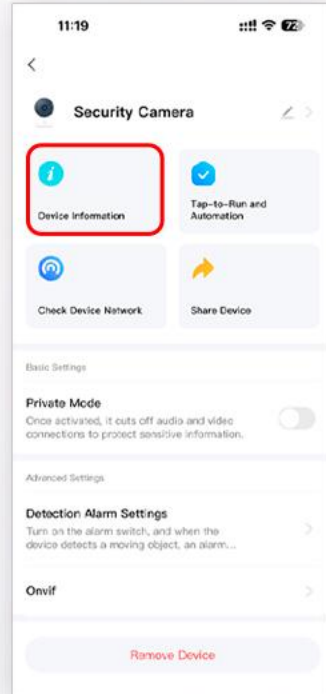 11:19
72
Security Camera
Device Information
Tap-to-Run and
Automation
Check Device Network
Share Device
Basic Settings
Private Mode
Once activated, it cuts off audio and video
connections to protect sensitive information.
Advanced Settings
Detection Alarm Settings
Turn on the alarm switch, and when the
device detects a moving object, an alarm...
Onvif
Remove Device